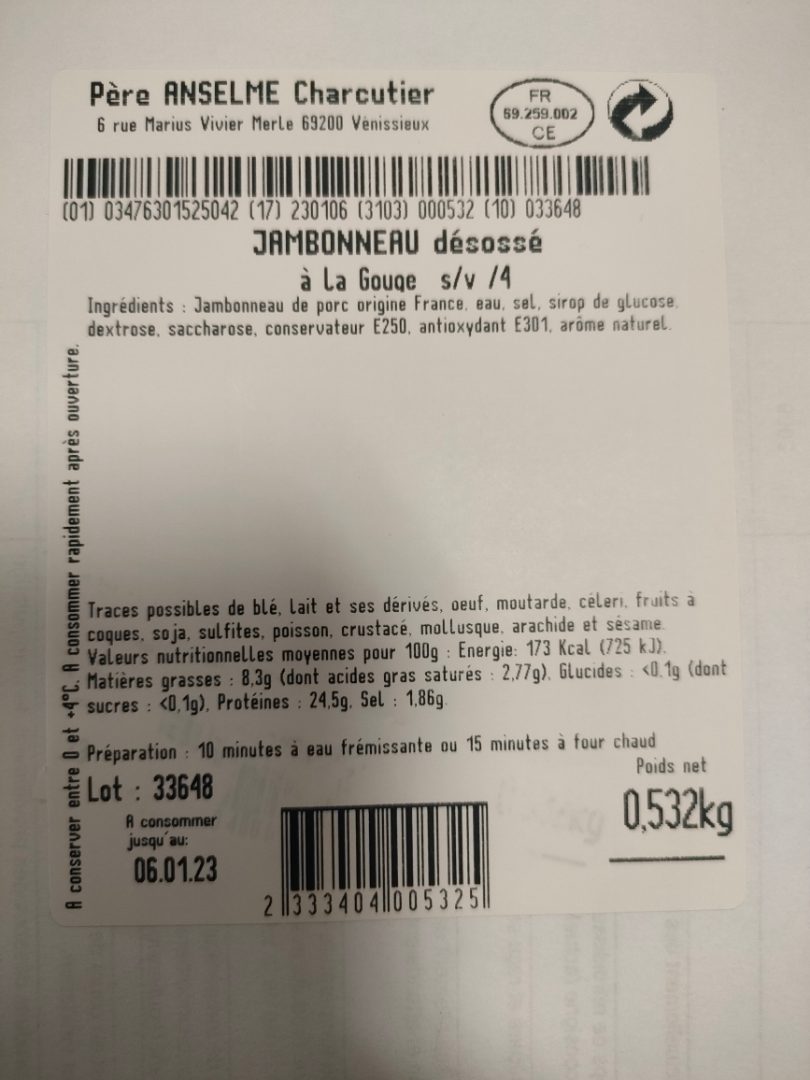 Père ANSELME Charcutier
6 rue Marius Vivier Merle 69200 Vénissieux
FR
69.259.002
CE
(01) 03476301525042 (17) 230106 (3103) 000532 (10) 033648
JAMBONNEAU désossé
à La Gouqe s/v /4
Ingrédients : Jambonneau de porc origine France, eau, sel, sirop de glucose,
dextrose, saccharose, conservateur E250, antioxydant E301, arôme naturel.
Traces possibles de blé, lait et ses dérivés, oeuf, moutarde, céleri, fruits à
coques, soja, sulfites, poisson, crustacé, mollusque, arachide et sésame.
Valeurs nutritionnelles moyennes pour 100g : Energie: 173 Kcal (725 kJ),
Matières grasses : 8,3g (dont acides gras saturés : 2,77g), Glucides : <0,1g (dont
sucres : <0,1g), Protéines : 24,5g, Sel : 1,86g.
Préparation : 10 minutes à eau frémissante ou 15 minutes à four chaud
A conserver entre 0 et +4°C. A consommer rapidement après ouverture.
Lot : 33648
Poids net
0,532kg
A consommer
jusqu'au:
06.01.23
2 333404 005325